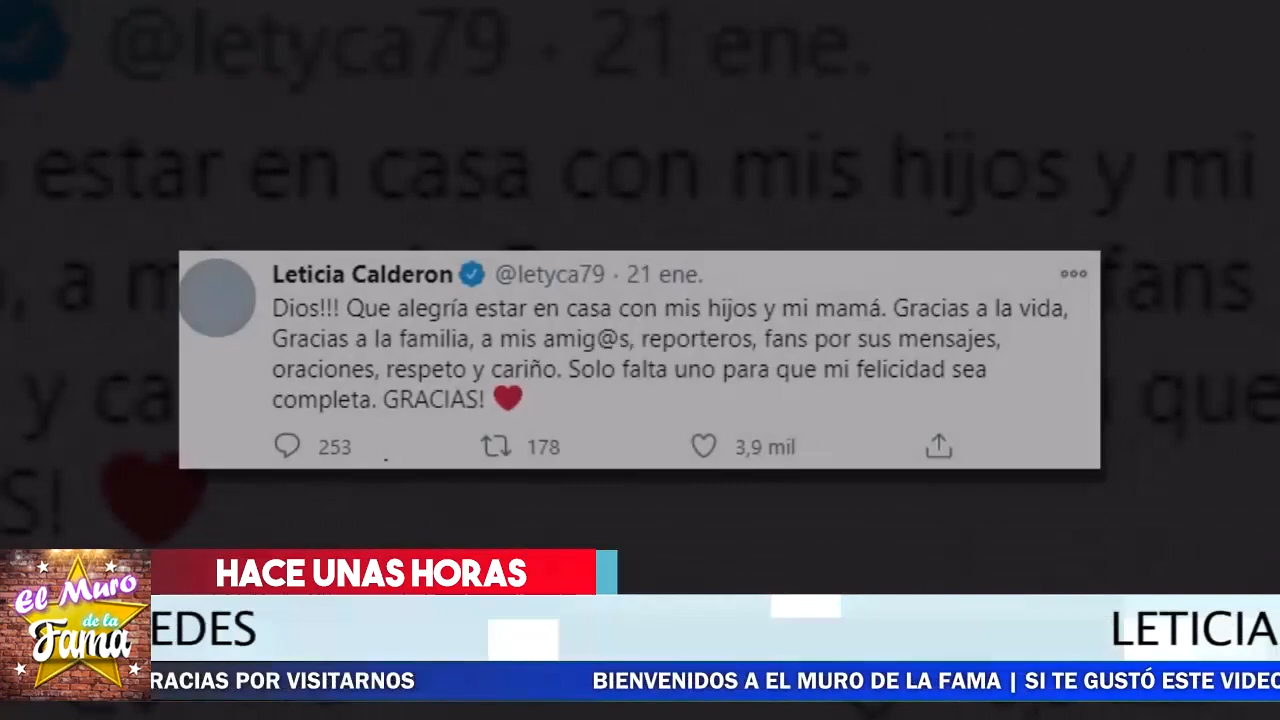 @letyca79 · 21 ene.
estar en casa con mis hijos y mi
, a m fans
y ca que
S!
Leticia Calderon @letyca79 · 21 ene.
Dios!!! Que alegría estar en casa con mis hijos y mi mamá. Gracias a la vida,
Gracias a la familia, a mis amig@s, reporteros, fans por sus mensajes,
oraciones, respeto y cariño. Solo falta uno para que mi felicidad sea
completa. GRACIAS! ❤
253 178 3,9 mil
HACE UNAS HORAS
El Muro
de la
Fama
EDES LETICIA
RACIAS POR VISITARNOS BIENVENIDOS A EL MURO DE LA FAMA | SI TE GUSTÓ ESTE VIDEO